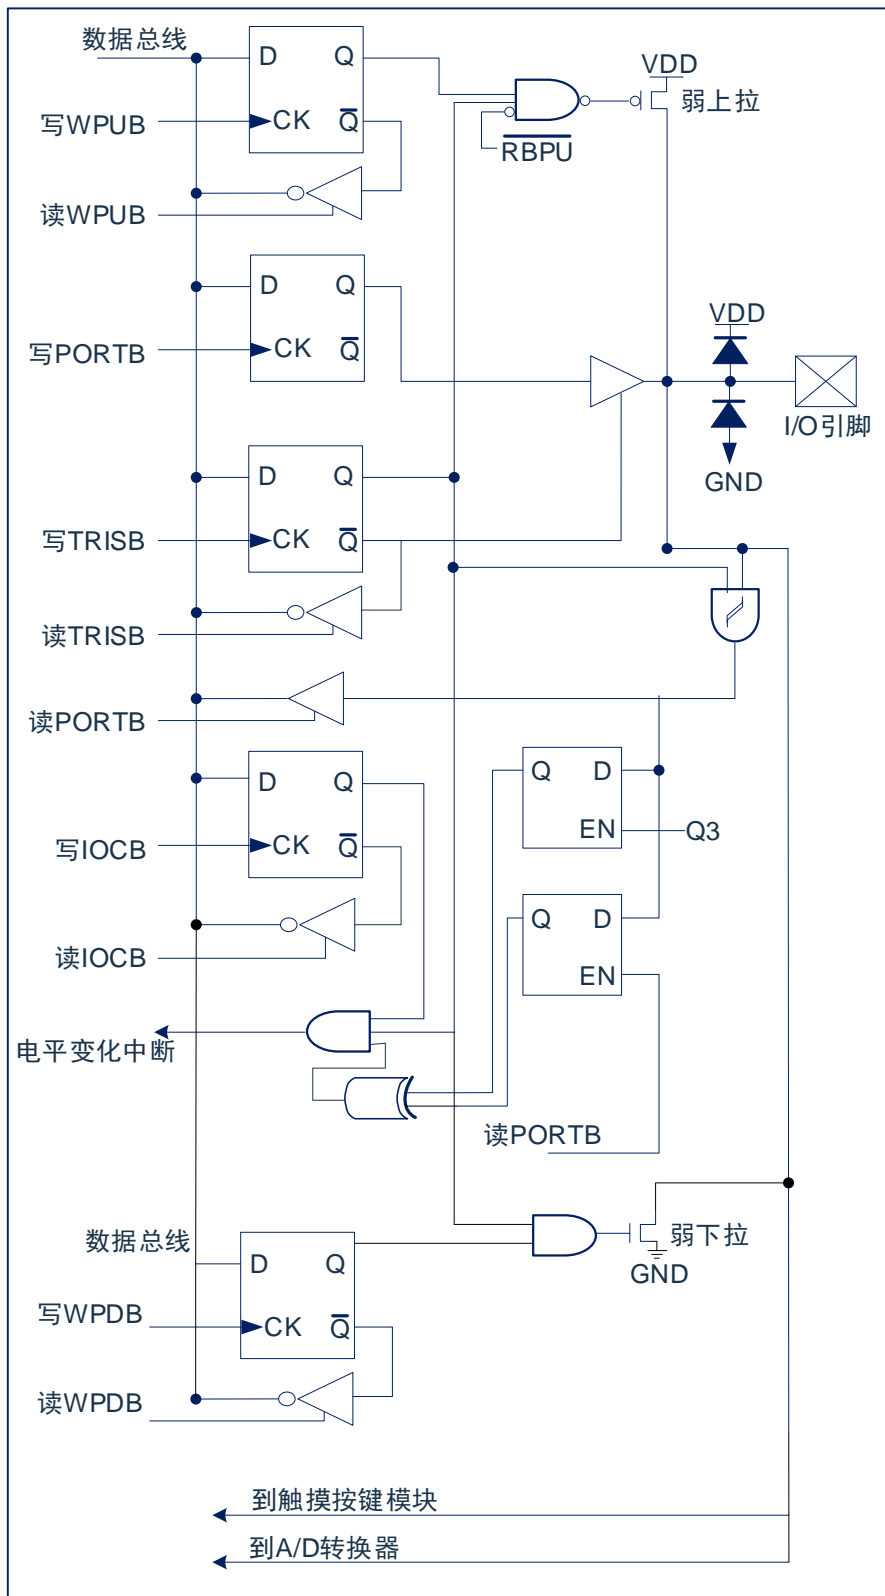 数据总线
D Q
VDD
弱上拉
写WPUB
CK Q̅
R̅B̅P̅U̅
读WPUB
D Q
VDD
写PORTB
CK Q̅
I/O引脚
D Q
GND
写TRISB
CK Q̅
读TRISB
读PORTB
D Q
Q D
写IOCB
CK Q̅
EN
Q3
Q D
读IOCB
EN
电平变化中断
读PORTB
数据总线
弱下拉
D Q
GND
写WPDB
CK Q̅
读WPDB
到触摸按键模块
到A/D转换器